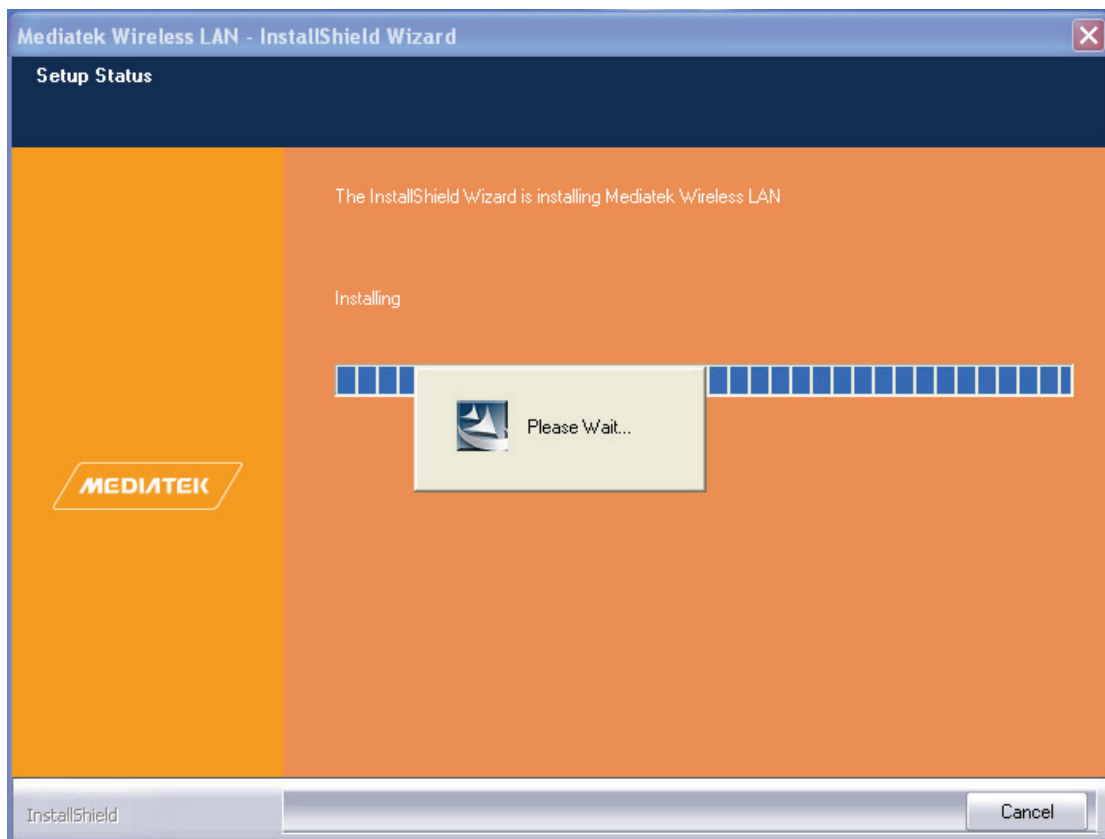 Mediatek Wireless LAN - InstallShield Wizard
Setup Status
The InstallShield Wizard is installing Mediatek Wireless LAN
Installing
Please Wait...
MEDIATEK
InstallShield
Cancel